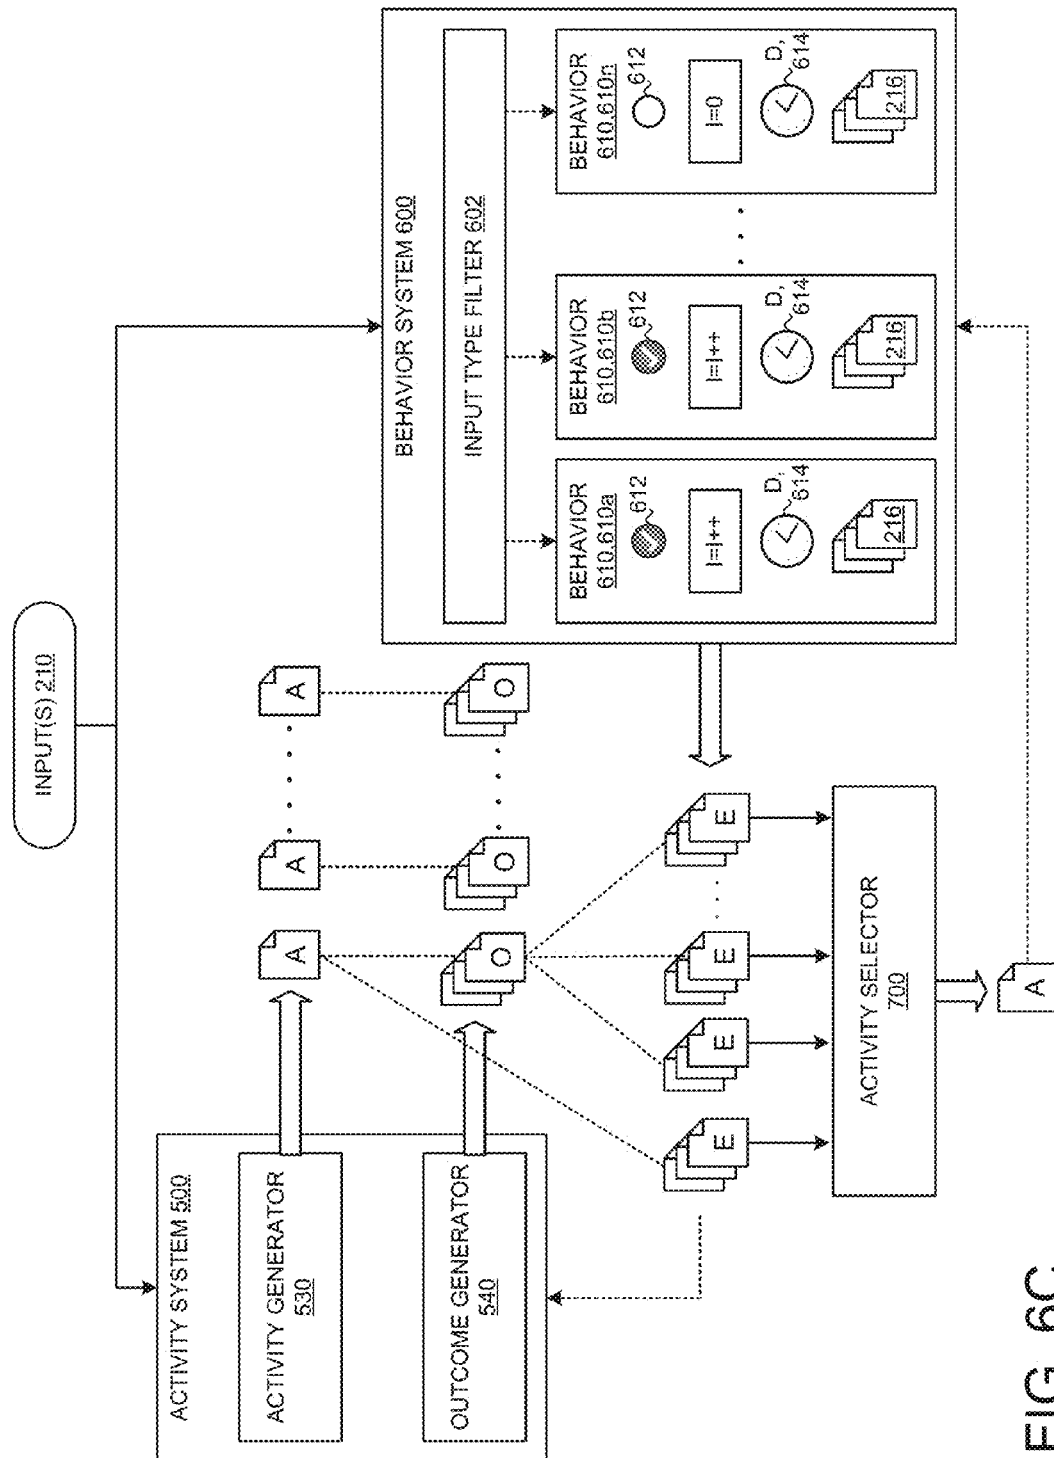 INPUT(S) 210
ACTIVITY SYSTEM 500
ACTIVITY GENERATOR
530
OUTCOME GENERATOR
540
A
A
A
O
O
O
E
E
E
E
ACTIVITY SELECTOR
700
A
BEHAVIOR SYSTEM 600
INPUT TYPE FILTER 602
BEHAVIOR
610,610a
612
I=I++
D,
614
216
BEHAVIOR
610,610b
612
I=I++
D,
614
216
BEHAVIOR
610,610n
612
I=0
D,
614
216
FIG. 6C